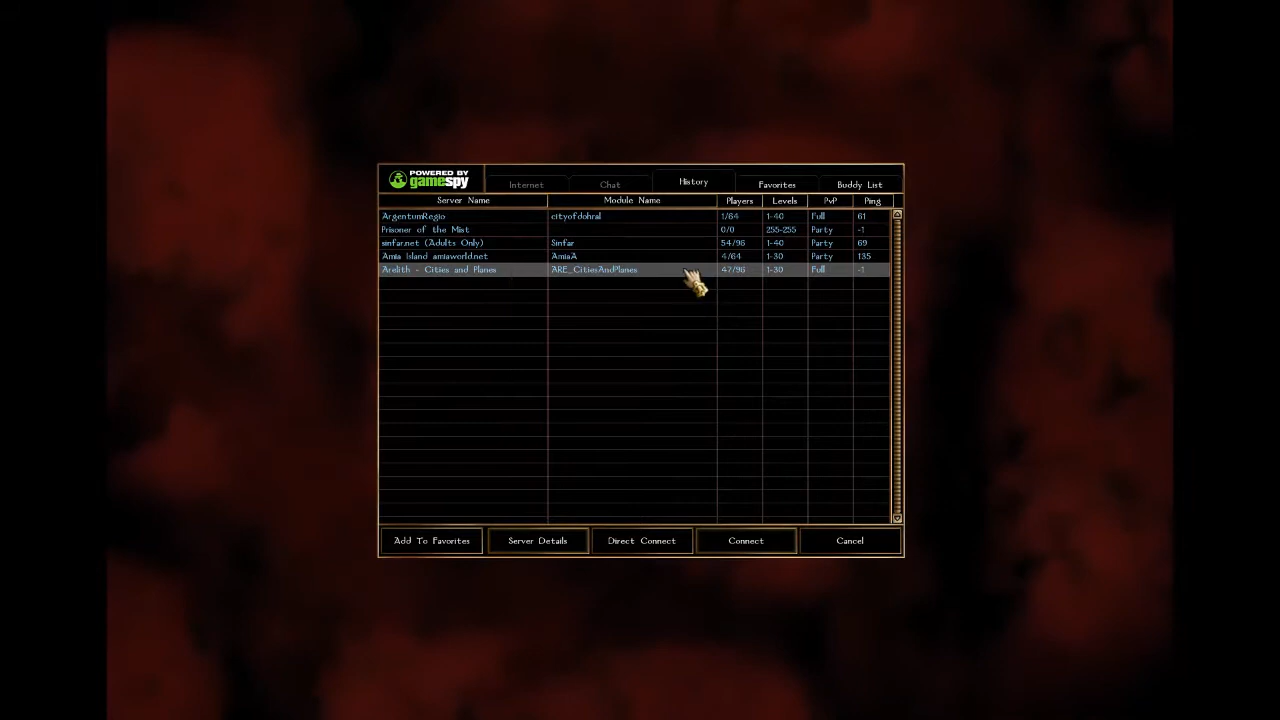 POWERED BY
gamespy
Internet Chat History Favorites Buddy List
Server Name Module Name Players Levels PvP Ping
ArgentumRegio cityofdohral 1/64 1-40 Full 61
Prisoner of the Mist 0/0 255-255 Party -1
sinfar.net (Adults Only) Sinfar 54/96 1-40 Party 69
Amia Island amiaworld.net AmiaA 4/64 1-30 Party 135
Arelith - Cities and Planes ARE_CitiesAndPlanes 47/96 1-30 Full -1
Add To Favorites Server Details Direct Connect Connect Cancel